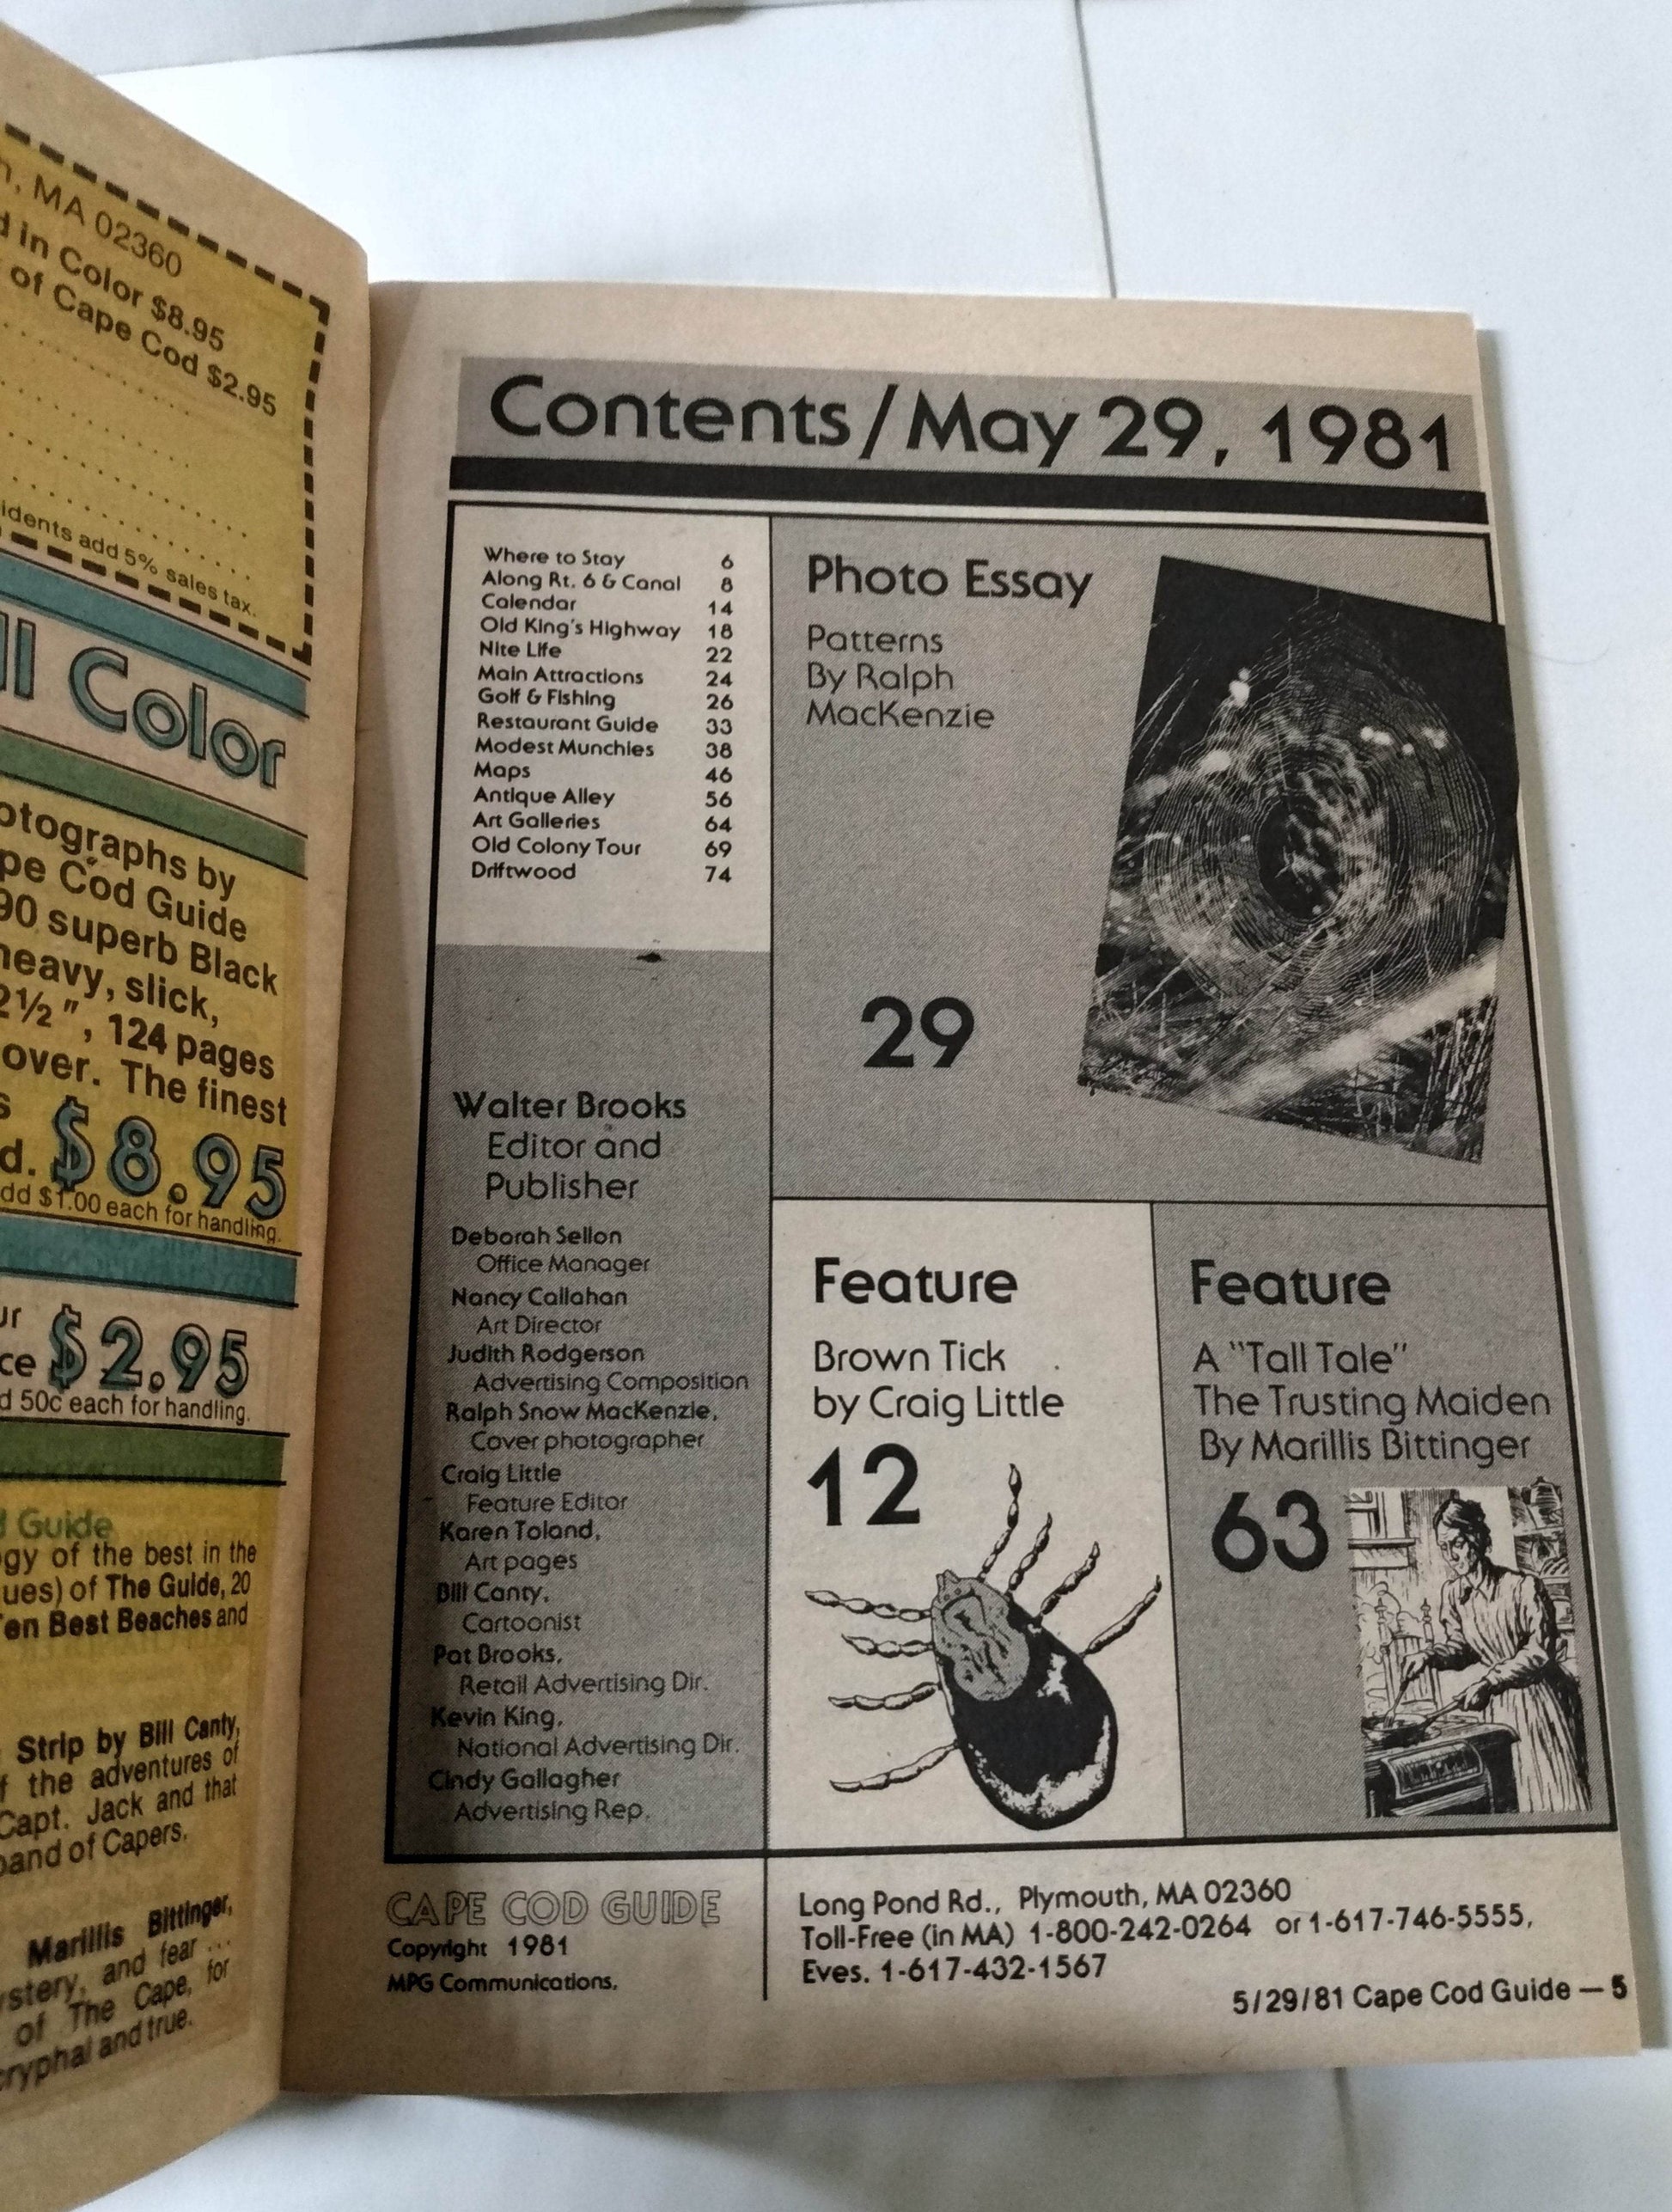 MA 02360
in Color $8.95
of Cape Cod $2.95
add 5% sales tax.
Color
by
Cod Guide
90 superb Black
heavy, slick,
2½", 124 pages
over. The finest
$8.95
$1.00 each for handling.
$2.95
50c each for handling.
Guide
of the best in the
of The Guide, 20
Best Beaches and
Strip by Bill Canty,
the adventures of
Capt. Jack and that
of Capers.
Marillis Bittinger,
and fear ...
of The Cape, for
and true.
Contents/May 29, 1981
Where to Stay 6
Along Rt. 6 & Canal 8
Calendar 14
Old King's Highway 18
Nite Life 22
Main Attractions 24
Golf & Fishing 26
Restaurant Guide 33
Modest Munchies 38
Maps 46
Antique Alley 56
Art Galleries 64
Old Colony Tour 69
Driftwood 74
Walter Brooks
Editor and
Publisher
Deborah Sellon
Office Manager
Nancy Callahan
Art Director
Judith Rodgerson
Advertising Composition
Ralph Snow MacKenzie,
Cover photographer
Craig Little
Feature Editor
Karen Toland,
Art pages
Bill Canty,
Cartoonist
Pat Brooks,
Retail Advertising Dir.
Kevin King,
National Advertising Dir.
Cindy Gallagher
Advertising Rep.
Photo Essay
Patterns
By Ralph
MacKenzie
29
Feature
Brown Tick
by Craig Little
12
Feature
A "Tall Tale"
The Trusting Maiden
By Marillis Bittinger
63
CAPE COD GUIDE
Copyright 1981
MPG Communications.
Long Pond Rd., Plymouth, MA 02360
Toll-Free (in MA) 1-800-242-0264 or 1-617-746-5555,
Eves. 1-617-432-1567
5/29/81 Cape Cod Guide — 5